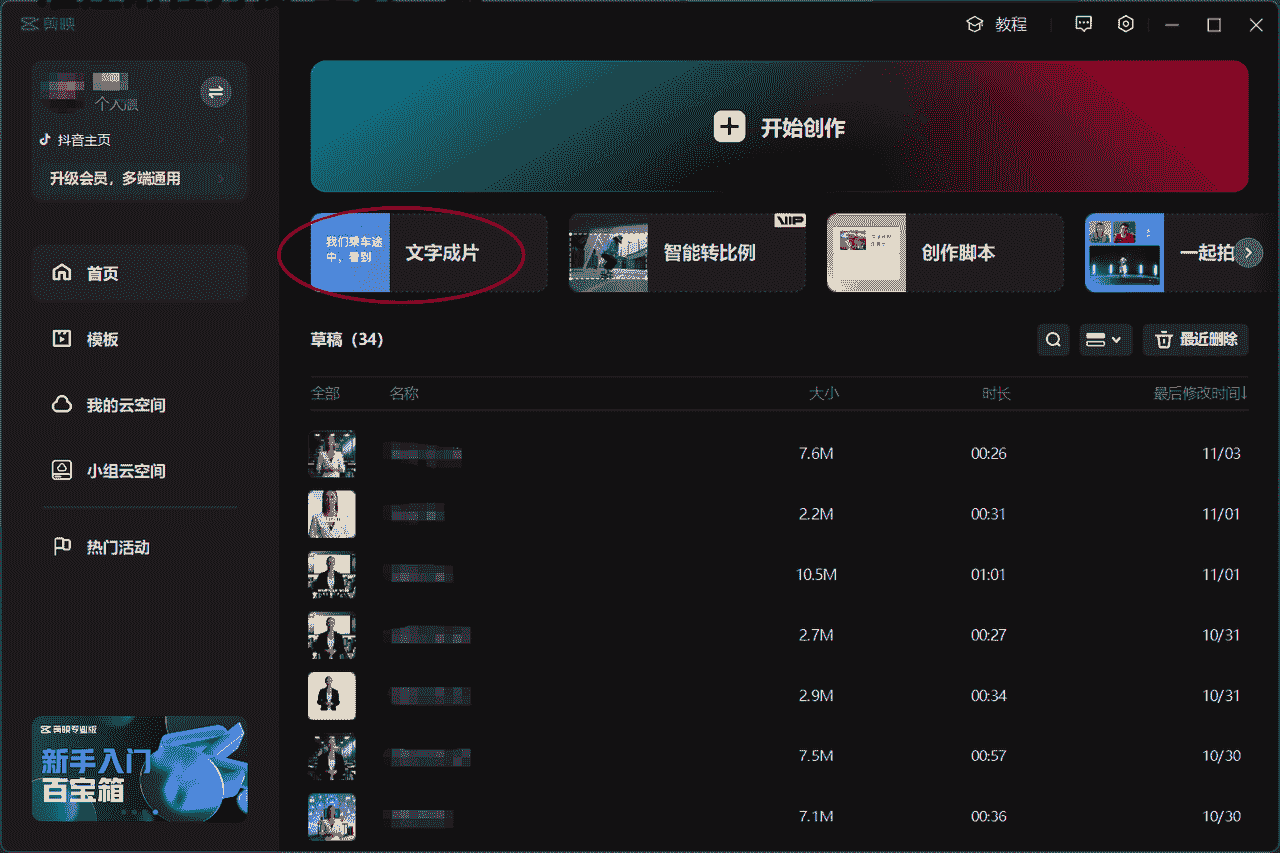 剪映
教程
个人版
抖音主页
升级会员，多端通用
首页
模板
我的云空间
小组云空间
热门活动
剪映专业版
新手入门
百宝箱
开始创作
我们乘车途
中，看到
文字成片
智能转比例
VIP
创作脚本
一起拍
草稿（34）
最近删除
全部 名称 大小 时长 最后修改时间↓
7.6M 00:26 11/03
2.2M 00:31 11/01
10.5M 01:01 11/01
2.7M 00:27 10/31
2.9M 00:34 10/31
7.5M 00:57 10/30
7.1M 00:36 10/30